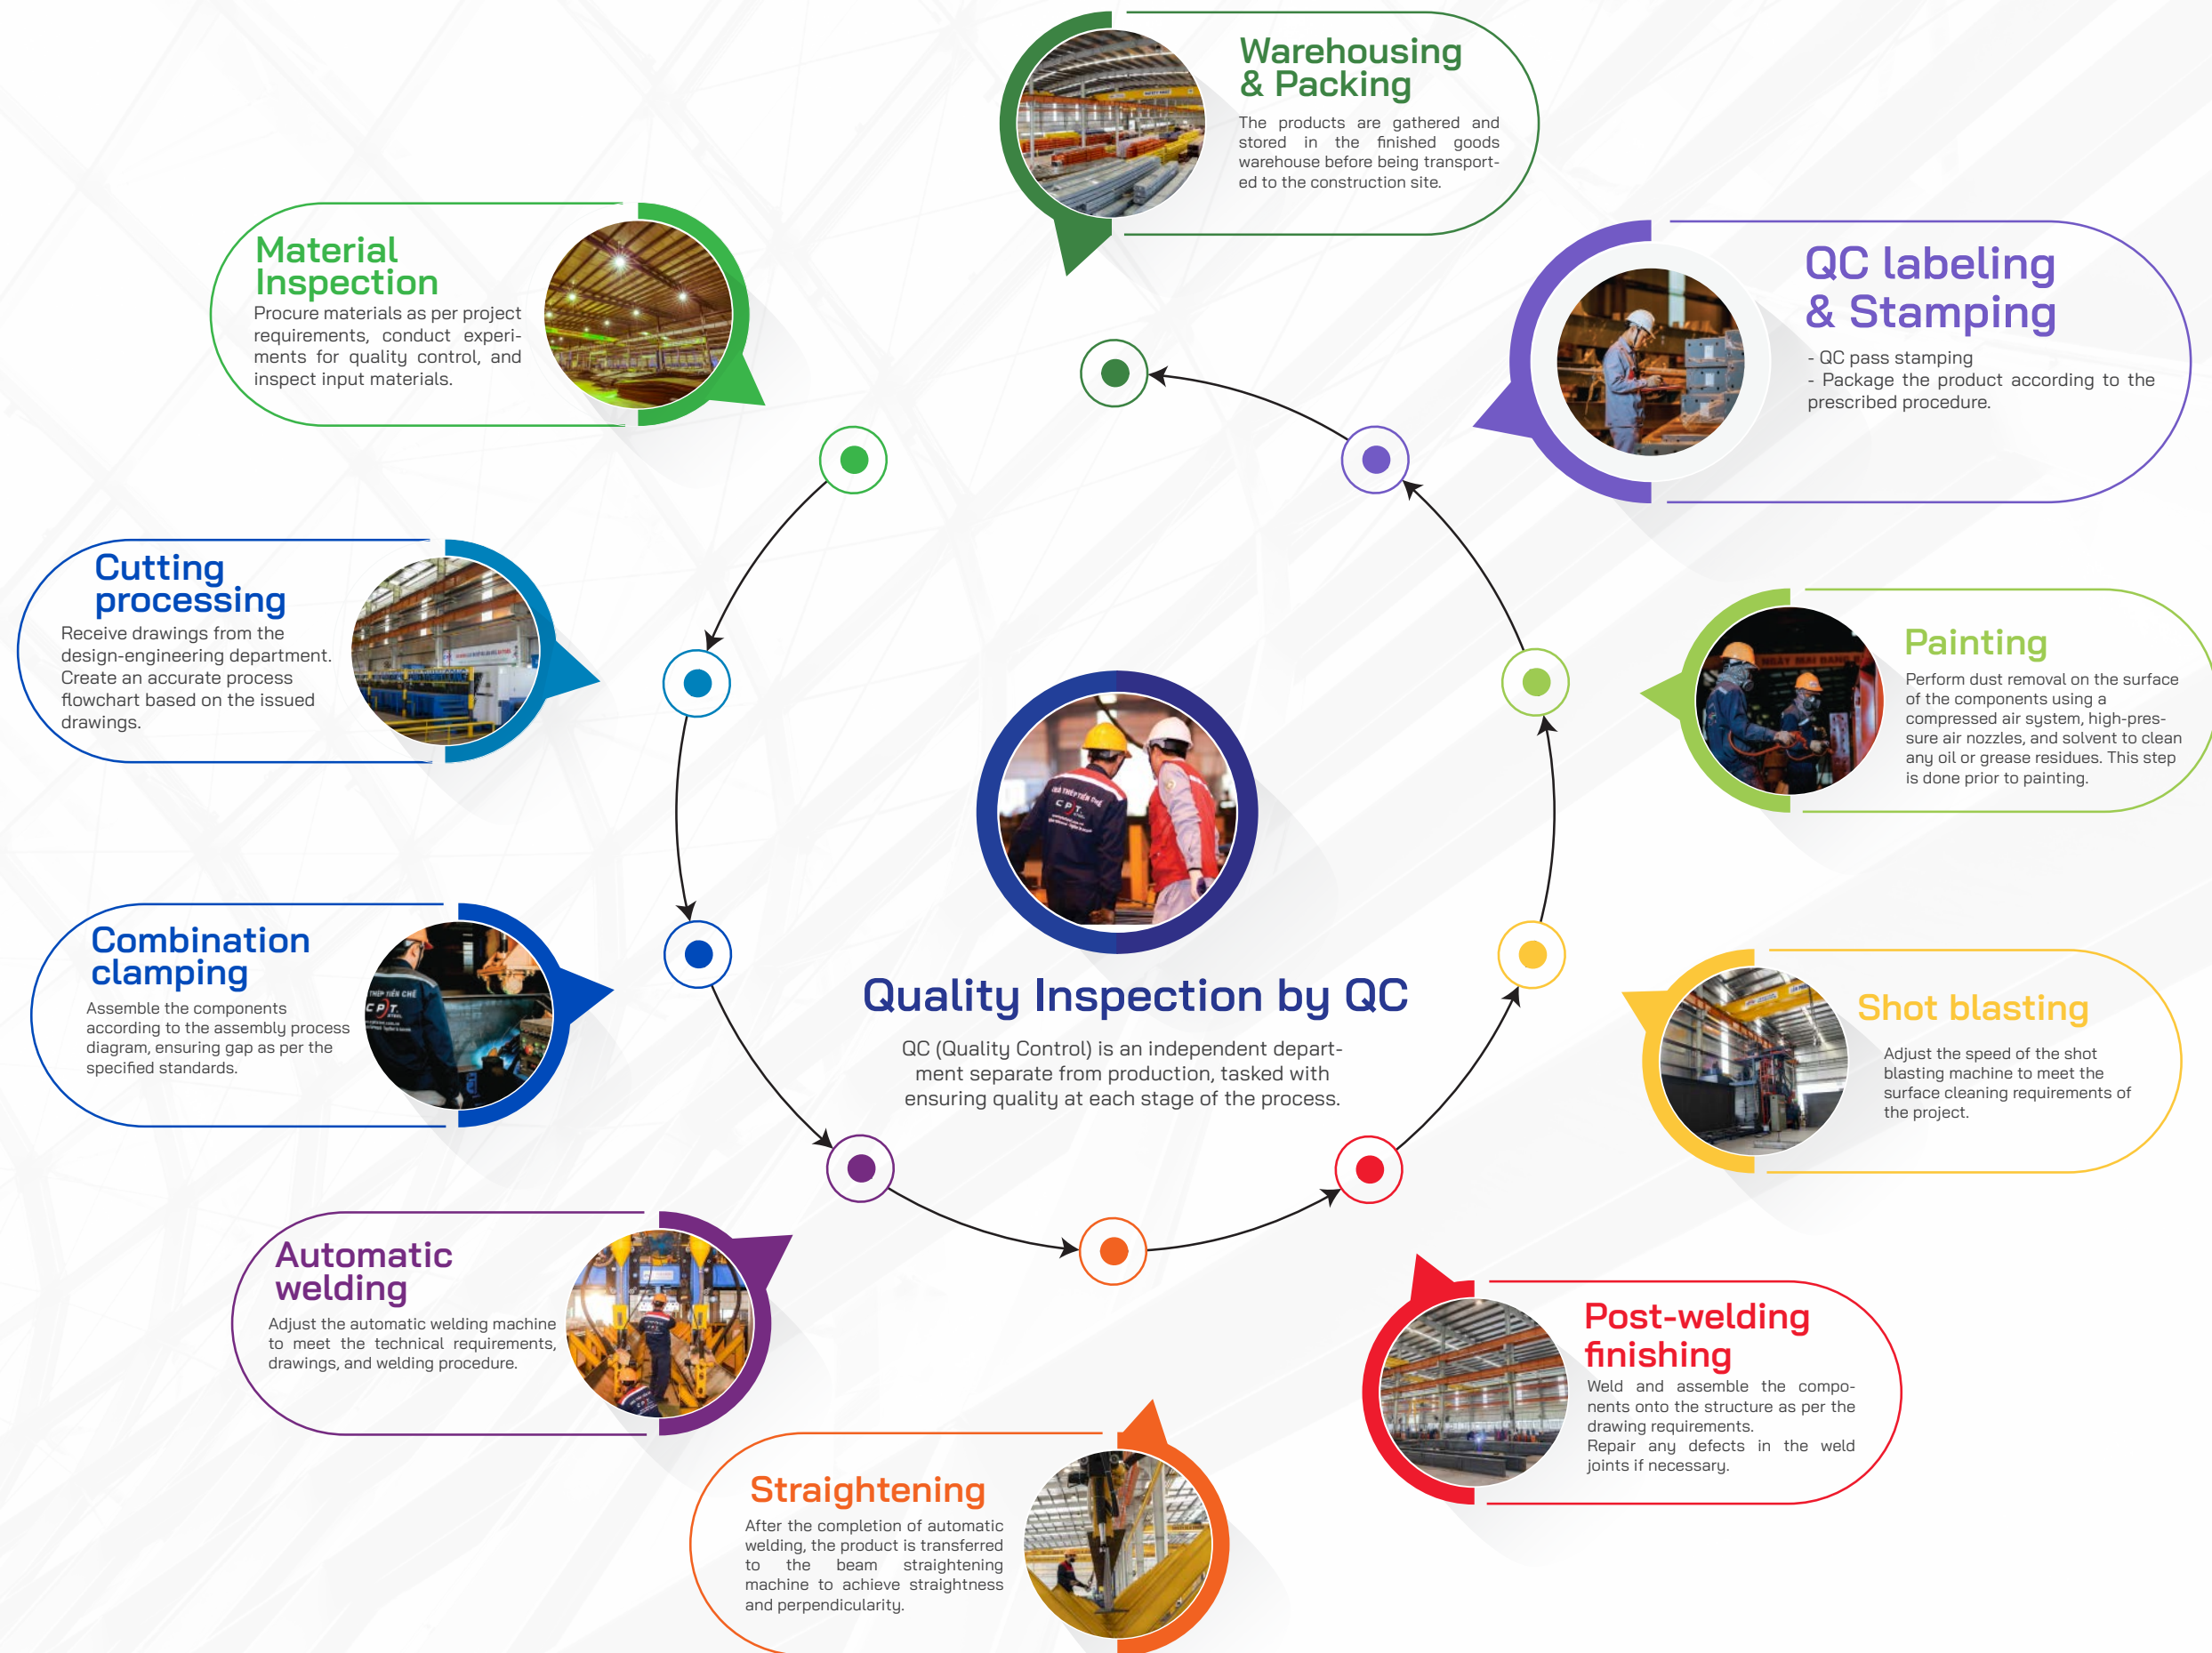 Warehousing
& Packing
The products are gathered and
stored in the finished goods
warehouse before being transport-
ed to the construction site.
Material
Inspection
Procure materials as per project
requirements, conduct experi-
ments for quality control, and
inspect input materials.
QC labeling
& Stamping
- QC pass stamping
- Package the product according to the
prescribed procedure.
Cutting
processing
Receive drawings from the
design-engineering department.
Create an accurate process
flowchart based on the issued
drawings.
Painting
Perform dust removal on the surface
of the components using a
compressed air system, high-pres-
sure air nozzles, and solvent to clean
any oil or grease residues. This step
is done prior to painting.
Combination
clamping
Assemble the components
according to the assembly process
diagram, ensuring gap as per the
specified standards.
THÉP TIỀN CHẾ
CPT
STEEL
Quality Inspection by QC
QC (Quality Control) is an independent depart-
ment separate from production, tasked with
ensuring quality at each stage of the process.
Shot blasting
Adjust the speed of the shot
blasting machine to meet the
surface cleaning requirements of
the project.
Automatic
welding
Adjust the automatic welding machine
to meet the technical requirements,
drawings, and welding procedure.
Post-welding
finishing
Weld and assemble the compo-
nents onto the structure as per the
drawing requirements.
Repair any defects in the weld
joints if necessary.
Straightening
After the completion of automatic
welding, the product is transferred
to the beam straightening
machine to achieve straightness
and perpendicularity.